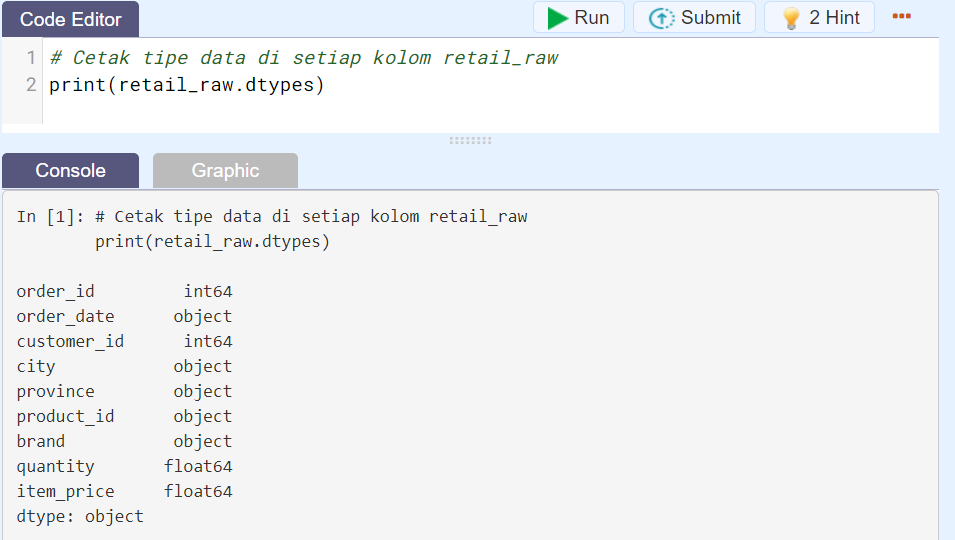 Code Editor
Run
Submit
2 Hint
1 # Cetak tipe data di setiap kolom retail_raw
2 print(retail_raw.dtypes)
Console
Graphic
In [1]: # Cetak tipe data di setiap kolom retail_raw
print(retail_raw.dtypes)
order_id int64
order_date object
customer_id int64
city object
province object
product_id object
brand object
quantity float64
item_price float64
dtype: object